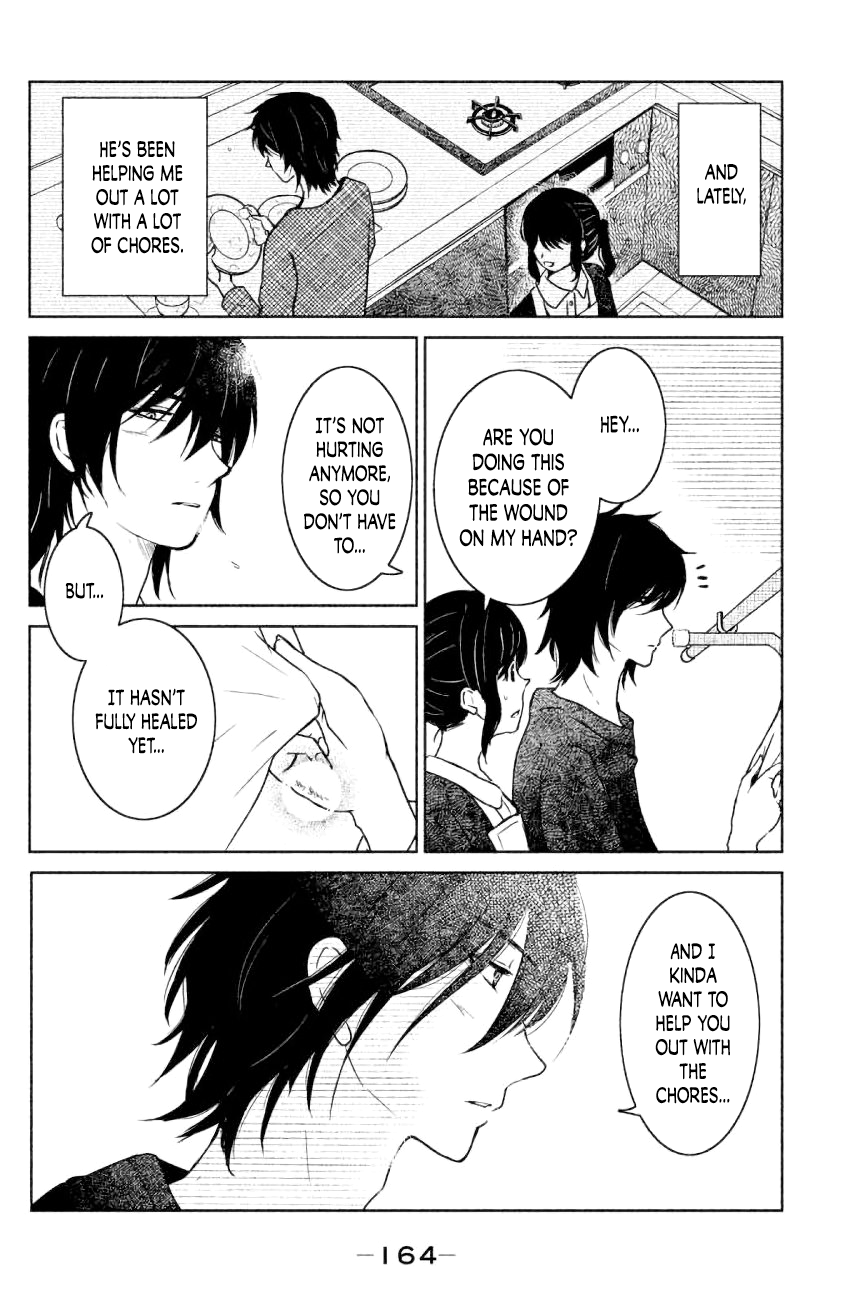 AND
LATELY,
HE'S BEEN
HELPING ME
OUT A LOT
WITH A LOT
OF CHORES.
HEY...
ARE YOU
DOING THIS
BECAUSE OF
THE WOUND
ON MY HAND?
IT'S NOT
HURTING
ANYMORE,
SO YOU
DON'T HAVE
TO...
BUT...
IT HASN'T
FULLY HEALED
YET...
AND I
KINDA
WANT TO
HELP YOU
OUT WITH
THE
CHORES...
—164—